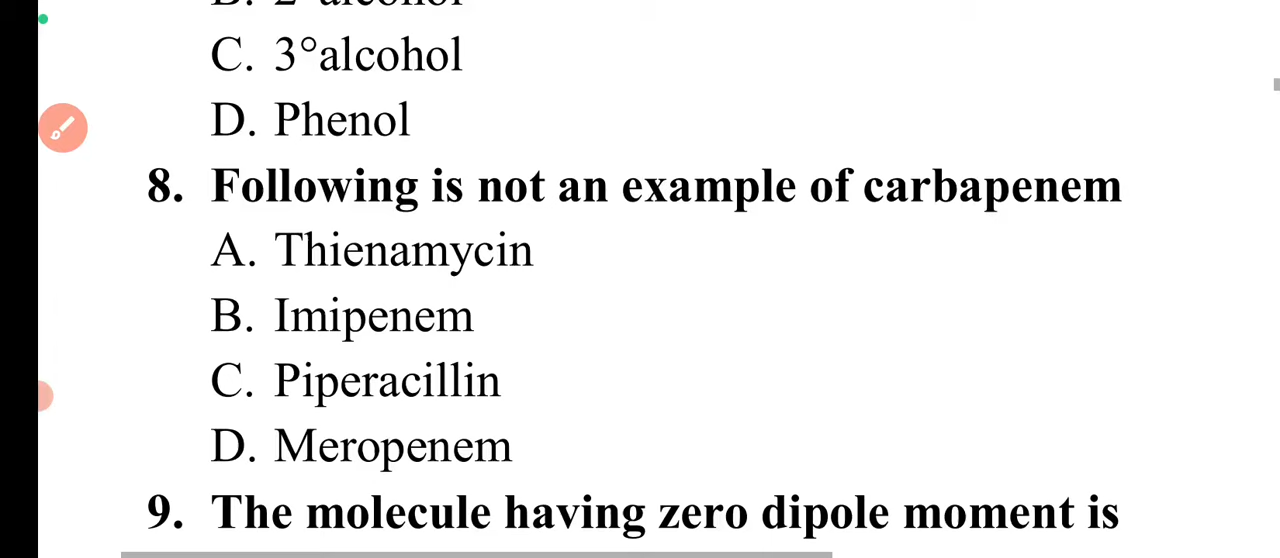 C. 3°alcohol
D. Phenol
8. Following is not an example of carbapenem
A. Thienamycin
B. Imipenem
C. Piperacillin
D. Meropenem
9. The molecule having zero dipole moment is